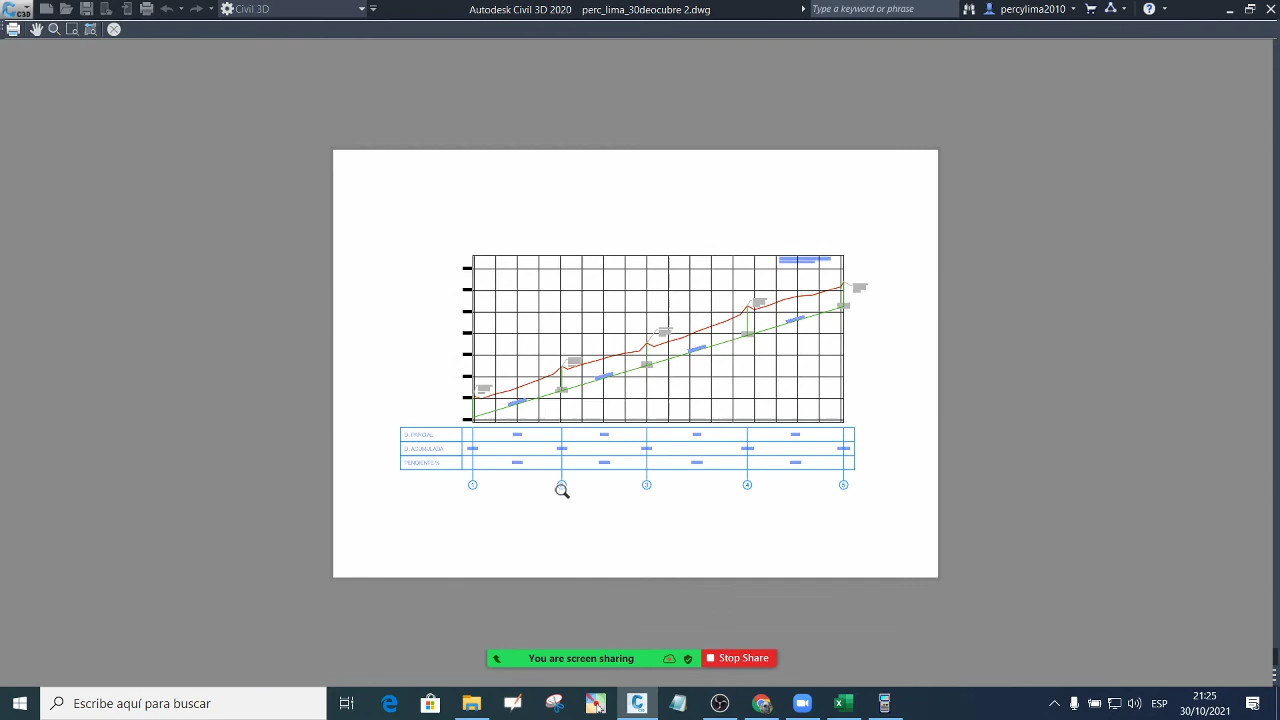 C3D
Civil 3D
Autodesk Civil 3D 2020 perc_lima_30deocubre 2.dwg
Type a keyword or phrase
percylima2010
D. PARCIAL
D. ACUMULADA
PENDIENTE %
1
3
4
5
You are screen sharing
Stop Share
Escribe aquí para buscar
ESP
21:25
30/10/2021